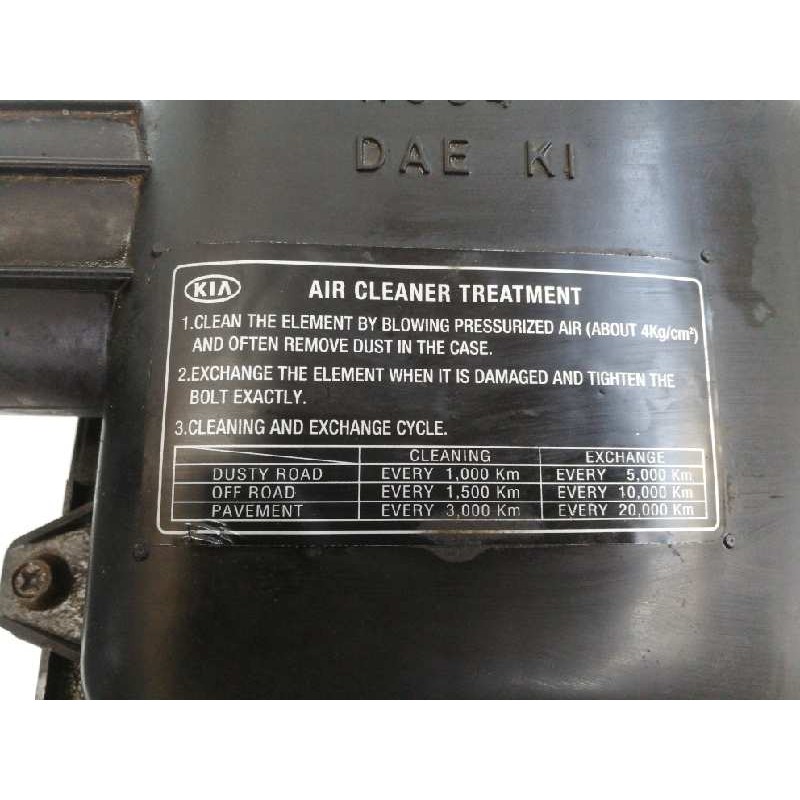 DAE KI
KIA AIR CLEANER TREATMENT
1.CLEAN THE ELEMENT BY BLOWING PRESSURIZED AIR (ABOUT 4Kg/cm²)
AND OFTEN REMOVE DUST IN THE CASE.
2.EXCHANGE THE ELEMENT WHEN IT IS DAMAGED AND TIGHTEN THE
BOLT EXACTLY.
3.CLEANING AND EXCHANGE CYCLE.
CLEANING EXCHANGE
DUSTY ROAD EVERY 1,000 Km EVERY 5,000 Km
OFF ROAD EVERY 1,500 Km EVERY 10,000 Km
PAVEMENT EVERY 3,000 Km EVERY 20,000 Km